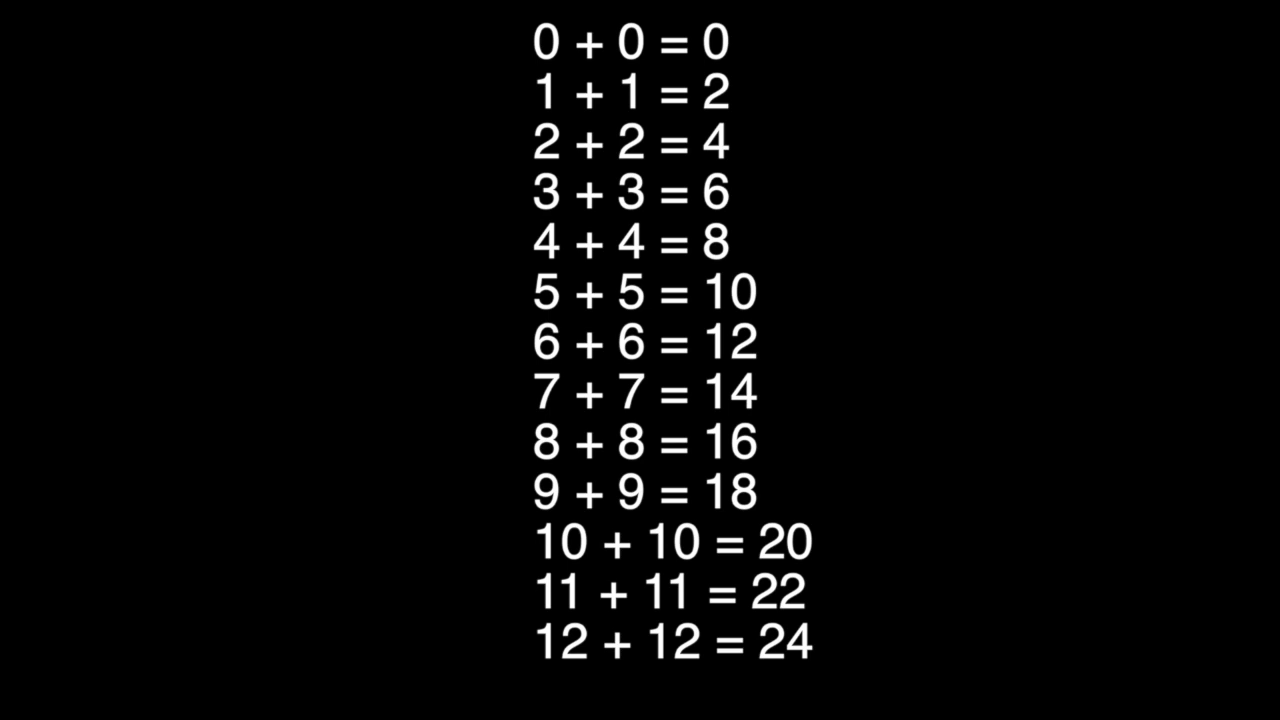 0 + 0 = 0
1 + 1 = 2
2 + 2 = 4
3 + 3 = 6
4 + 4 = 8
5 + 5 = 10
6 + 6 = 12
7 + 7 = 14
8 + 8 = 16
9 + 9 = 18
10 + 10 = 20
11 + 11 = 22
12 + 12 = 24